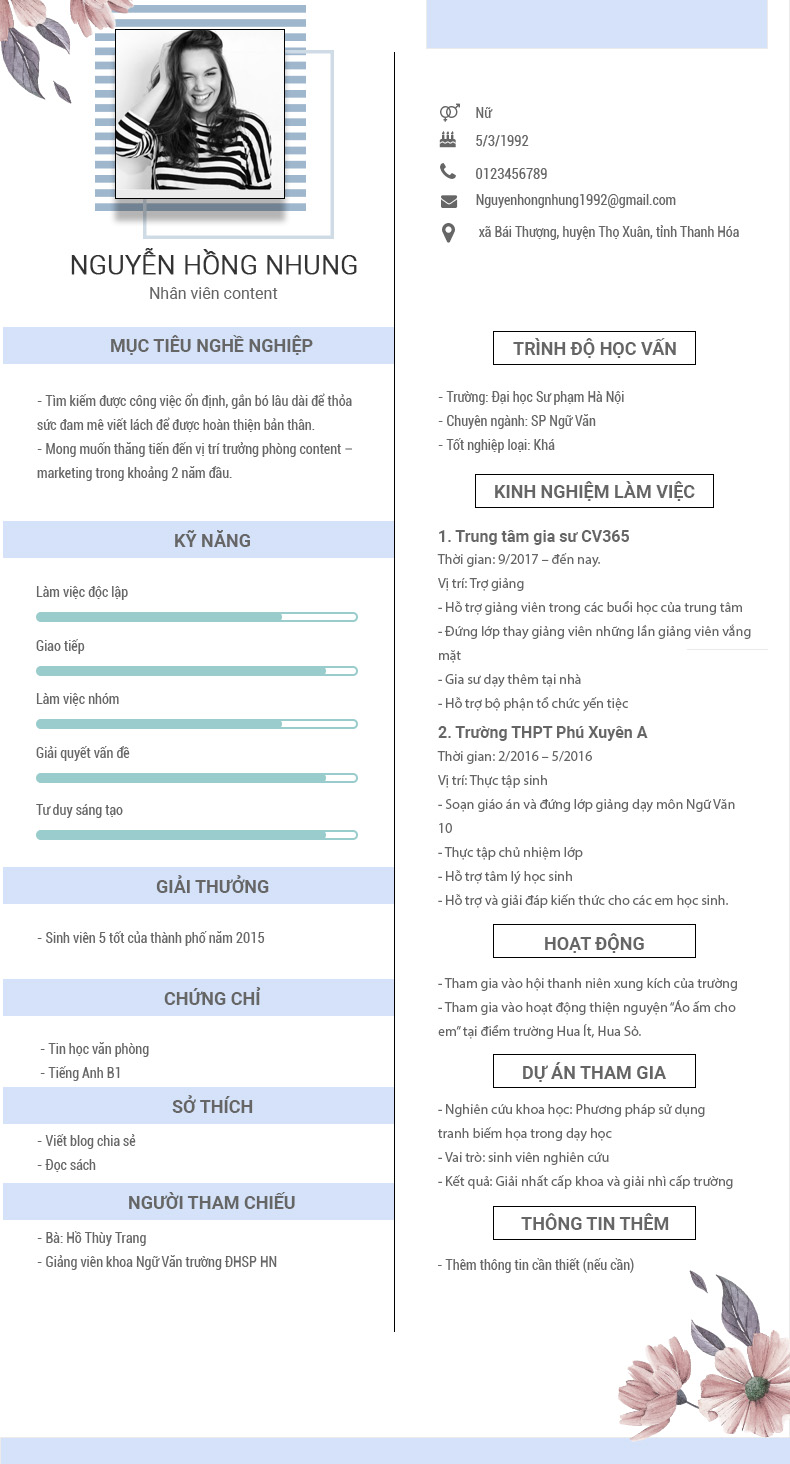 NGUYỄN HỒNG NHUNG
Nhân viên content
MỤC TIÊU NGHỀ NGHIỆP
- Tìm kiếm được công việc ổn định, gắn bó lâu dài để thỏa
sức đam mê viết lách để được hoàn thiện bản thân.
- Mong muốn thăng tiến đến vị trí trưởng phòng content –
marketing trong khoảng 2 năm đầu.
KỸ NĂNG
Làm việc độc lập
Giao tiếp
Làm việc nhóm
Giải quyết vấn đề
Tư duy sáng tạo
GIẢI THƯỞNG
- Sinh viên 5 tốt của thành phố năm 2015
CHỨNG CHỈ
- Tin học văn phòng
- Tiếng Anh B1
SỞ THÍCH
- Viết blog chia sẻ
- Đọc sách
NGƯỜI THAM CHIẾU
- Bà: Hồ Thùy Trang
- Giảng viên khoa Ngữ Văn trường ĐHSP HN
Nữ
5/3/1992
0123456789
Nguyenhongnhung1992@gmail.com
xã Bái Thượng, huyện Thọ Xuân, tỉnh Thanh Hóa
TRÌNH ĐỘ HỌC VẤN
- Trường: Đại học Sư phạm Hà Nội
- Chuyên ngành: SP Ngữ Văn
- Tốt nghiệp loại: Khá
KINH NGHIỆM LÀM VIỆC
1. Trung tâm gia sư CV365
Thời gian: 9/2017 – đến nay.
Vị trí: Trợ giảng
- Hỗ trợ giảng viên trong các buổi học của trung tâm
- Đứng lớp thay giảng viên những lần giảng viên vắng
mặt
- Gia sư dạy thêm tại nhà
- Hỗ trợ bộ phận tổ chức yến tiệc
2. Trường THPT Phú Xuyên A
Thời gian: 2/2016 – 5/2016
Vị trí: Thực tập sinh
- Soạn giáo án và đứng lớp giảng dạy môn Ngữ Văn
10
- Thực tập chủ nhiệm lớp
- Hỗ trợ tâm lý học sinh
- Hỗ trợ và giải đáp kiến thức cho các em học sinh.
HOẠT ĐỘNG
- Tham gia vào hội thanh niên xung kích của trường
- Tham gia vào hoạt động thiện nguyện “Áo ấm cho
em” tại điểm trường Hua Ít, Hua Sỏ.
DỰ ÁN THAM GIA
- Nghiên cứu khoa học: Phương pháp sử dụng
tranh biếm họa trong dạy học
- Vai trò: sinh viên nghiên cứu
- Kết quả: Giải nhất cấp khoa và giải nhì cấp trường
THÔNG TIN THÊM
- Thêm thông tin cần thiết (nếu cần)